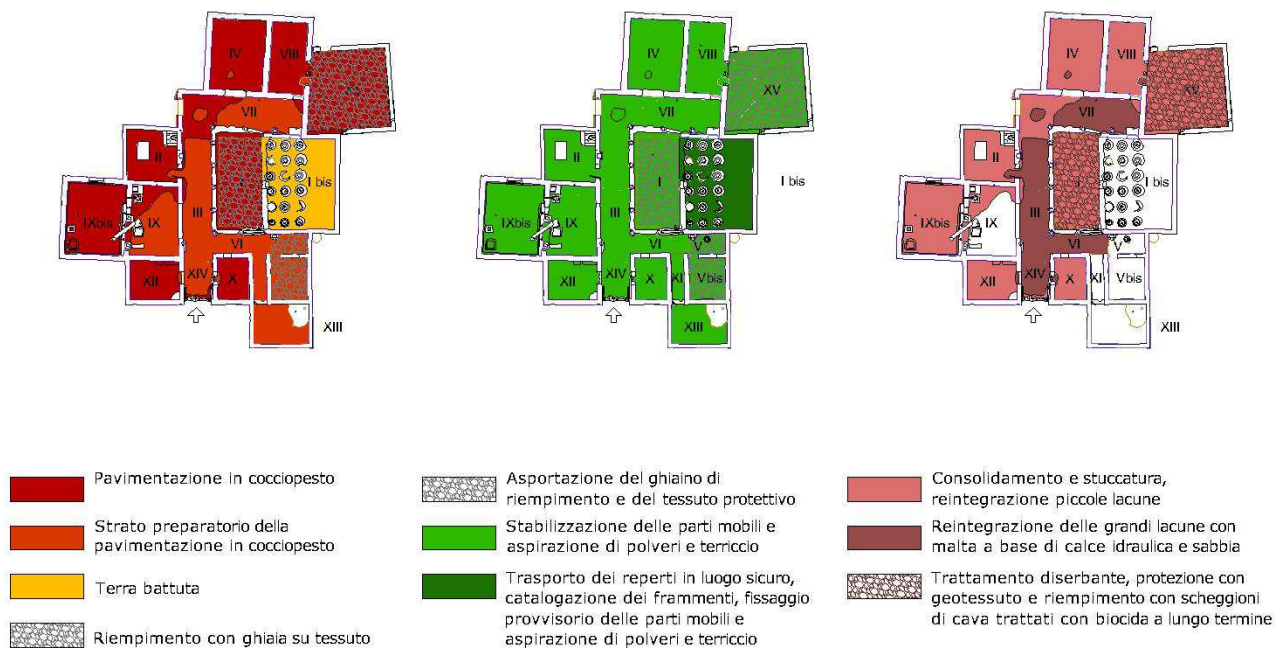 IV VIII
XV
VII
II
I bis
IXbis IX III
VI
XII XIV X
XIII
IV VIII
XV
VII
II
I
I bis
IXbis IX III
VI V
XII XIV X XI Vbis
XIII
IV VIII
XV
VII
II
I
I bis
IXbis IX III
VI V
XII XIV X XI Vbis
XIII
Pavimentazione in cocciopesto
Strato preparatorio della
pavimentazione in cocciopesto
Terra battuta
Riempimento con ghiaia su tessuto
Asportazione del ghiaino di
riempimento e del tessuto protettivo
Stabilizzazione delle parti mobili e
aspirazione di polveri e terriccio
Trasporto dei reperti in luogo sicuro,
catalogazione dei frammenti, fissaggio
provvisorio delle parti mobili e
aspirazione di polveri e terriccio
Consolidamento e stuccatura,
reintegrazione piccole lacune
Reintegrazione delle grandi lacune con
malta a base di calce idraulica e sabbia
Trattamento diserbante, protezione con
geotessuto e riempimento con scheggioni
di cava trattati con biocida a lungo termine